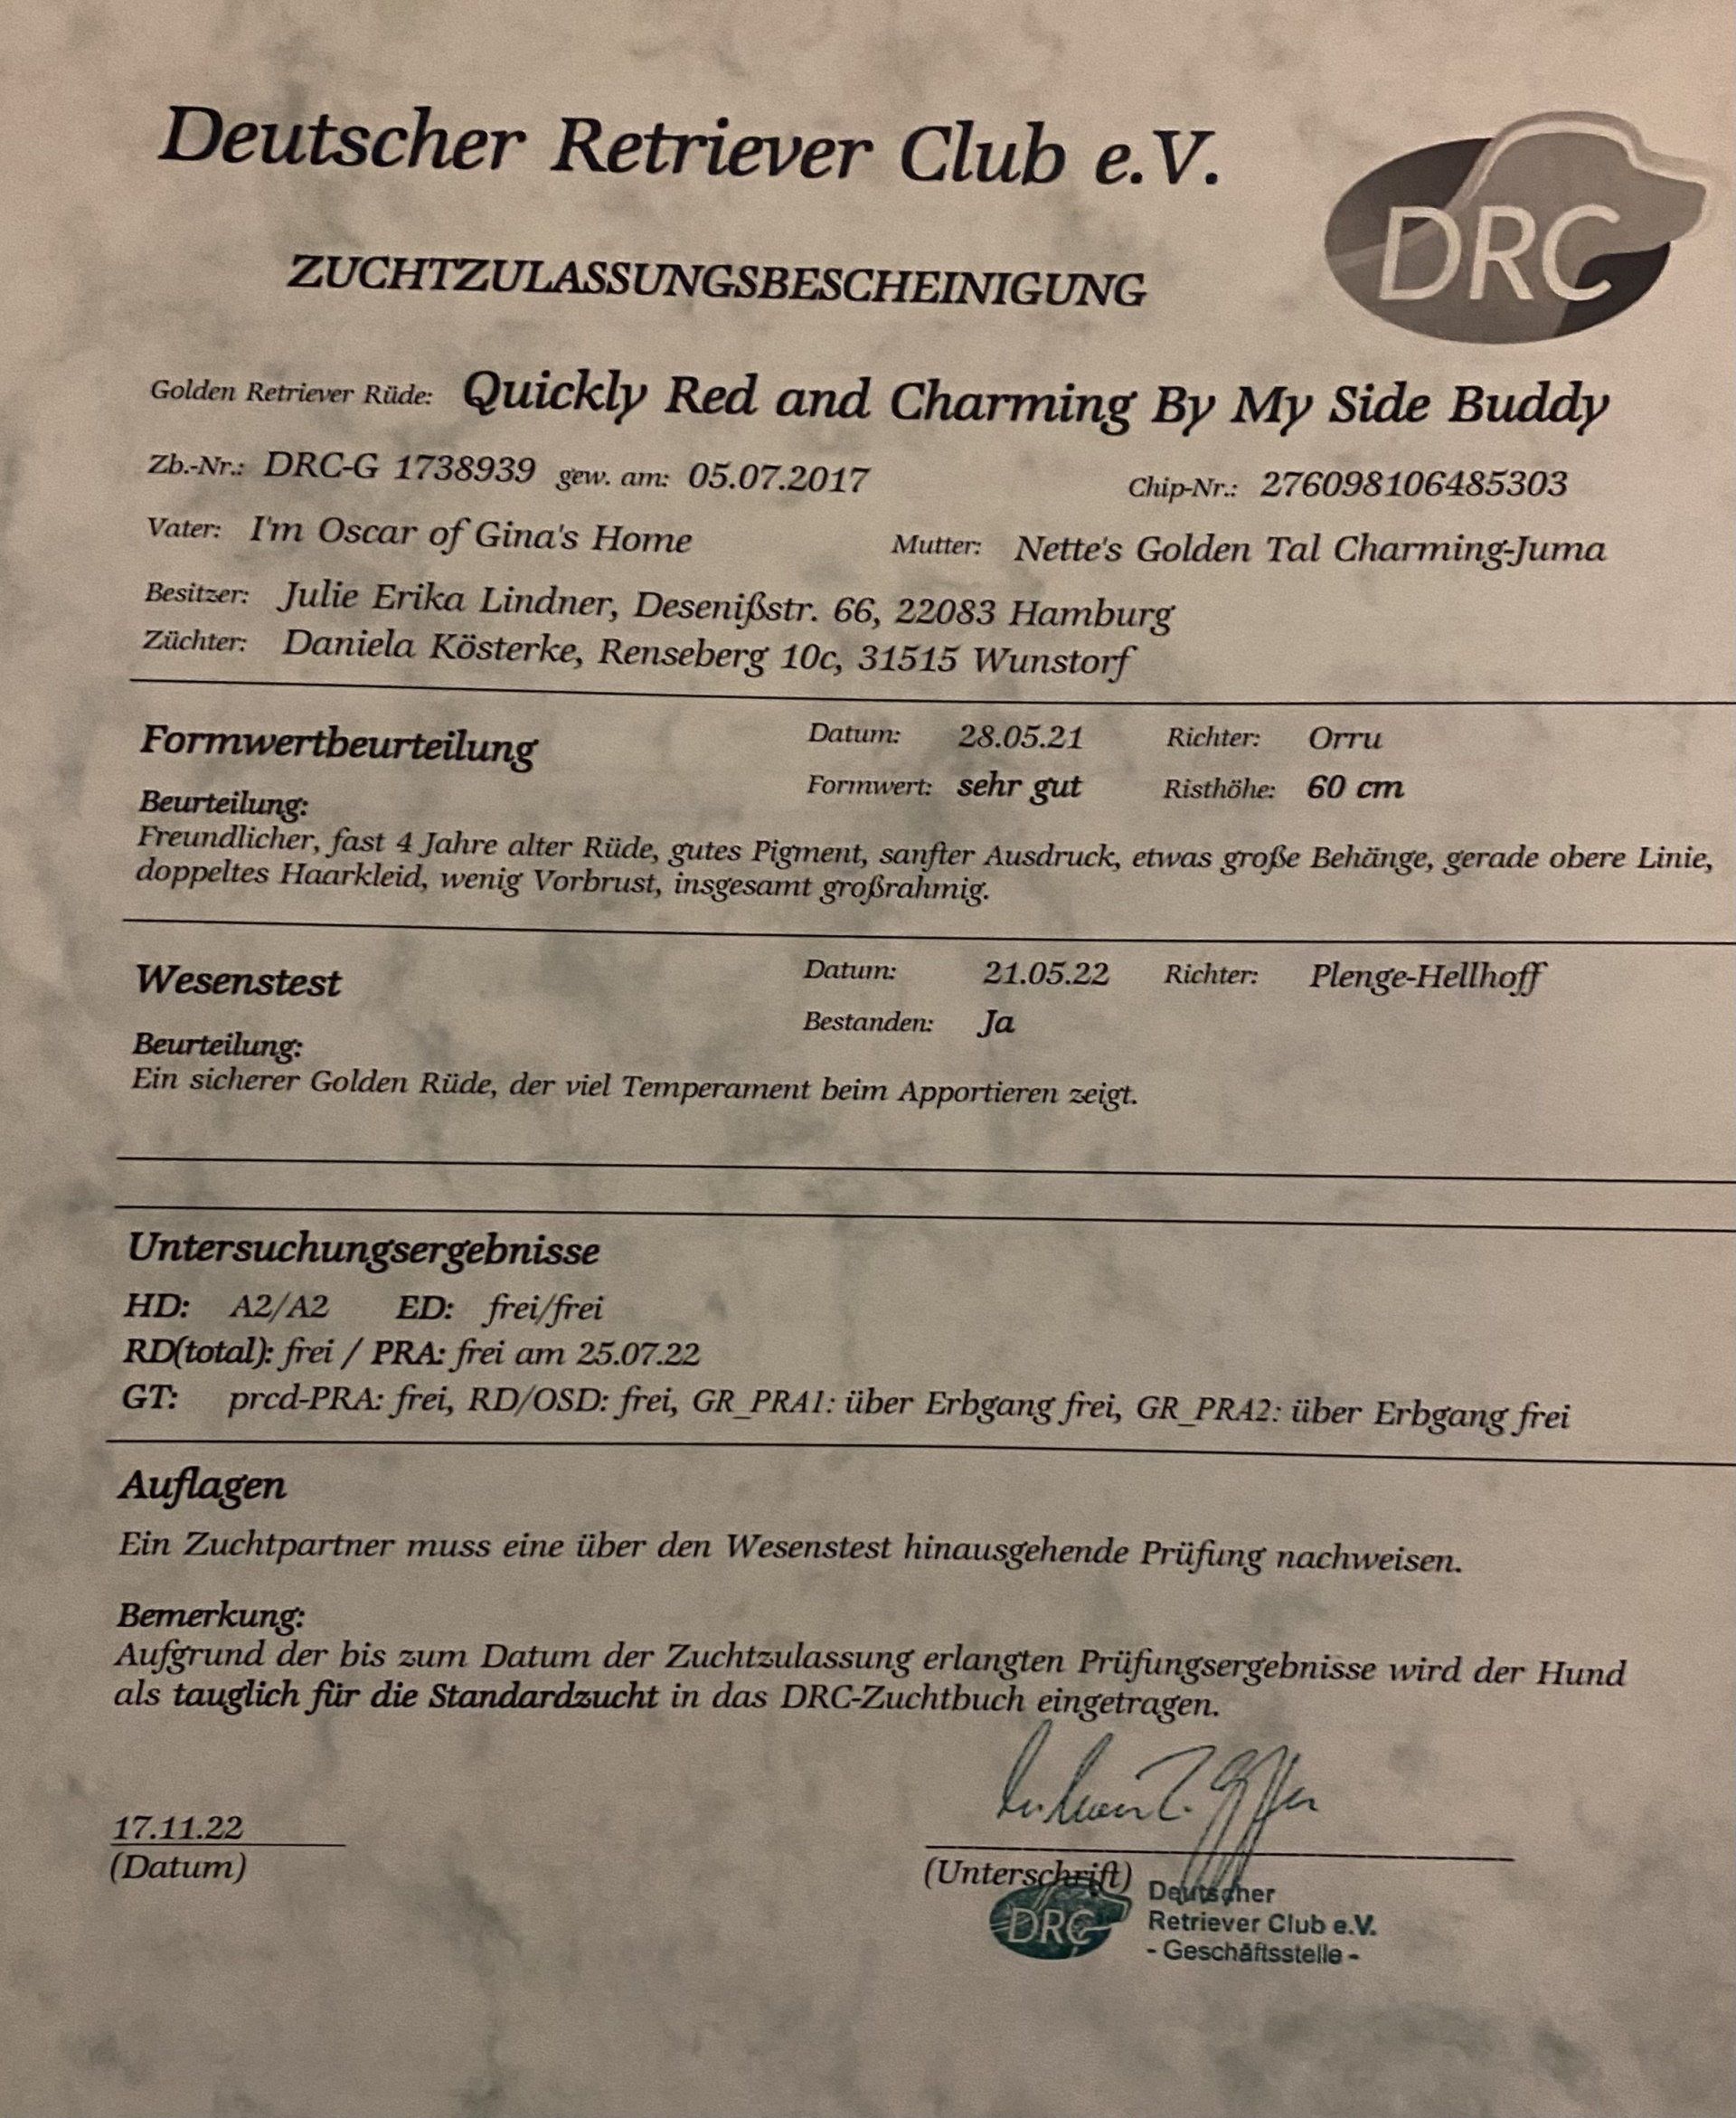 Deutscher Retriever Club e.V.
DRC
ZUCHTZULASSUNGSBESCHEINIGUNG
Golden Retriever Rüde: Quickly Red and Charming By My Side Buddy
Zb.-Nr.: DRC-G 1738939 gew. am: 05.07.2017 Chip-Nr.: 276098106485303
Vater: I'm Oscar of Gina's Home Mutter: Nette's Golden Tal Charming-Juma
Besitzer: Julie Erika Lindner, Desenißstr. 66, 22083 Hamburg
Züchter: Daniela Kösterke, Renseberg 10c, 31515 Wunstorf
Formwertbeurteilung Datum: 28.05.21 Richter: Orru
Formwert: sehr gut Risthöhe: 60 cm
Beurteilung:
Freundlicher, fast 4 Jahre alter Rüde, gutes Pigment, sanfter Ausdruck, etwas große Behänge, gerade obere Linie,
doppeltes Haarkleid, wenig Vorbrust, insgesamt großrahmig.
Wesenstest Datum: 21.05.22 Richter: Plenge-Hellhoff
Bestanden: Ja
Beurteilung:
Ein sicherer Golden Rüde, der viel Temperament beim Apportieren zeigt.
Untersuchungsergebnisse
HD: A2/A2 ED: frei/frei
RD(total): frei / PRA: frei am 25.07.22
GT: prcd-PRA: frei, RD/OSD: frei, GR_PRA1: über Erbgang frei, GR_PRA2: über Erbgang frei
Auflagen
Ein Zuchtpartner muss eine über den Wesenstest hinausgehende Prüfung nachweisen.
Bemerkung:
Aufgrund der bis zum Datum der Zuchtzulassung erlangten Prüfungsergebnisse wird der Hund
als tauglich für die Standardzucht in das DRC-Zuchtbuch eingetragen.
17.11.22
(Datum)
(Unterschrift)
DRC
Deutscher
Retriever Club e.V.
- Geschäftsstelle -